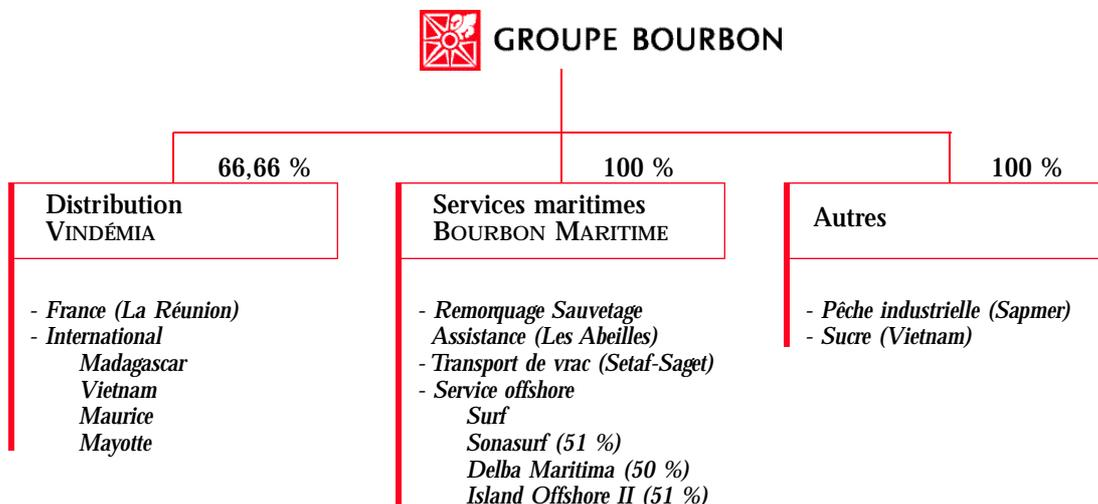 GROUPE BOURBON
66,66 %
Distribution
VINDÉMIA
- France (La Réunion)
- International
Madagascar
Vietnam
Maurice
Mayotte
100 %
Services maritimes
BOURBON MARITIME
- Remorquage Sauvetage
Assistance (Les Abeilles)
- Transport de vrac (Setaf-Saget)
- Service offshore
Surf
Sonasurf (51 %)
Delba Maritima (50 %)
Island Offshore II (51 %)
100 %
Autres
- Pêche industrielle (Sapmer)
- Sucre (Vietnam)